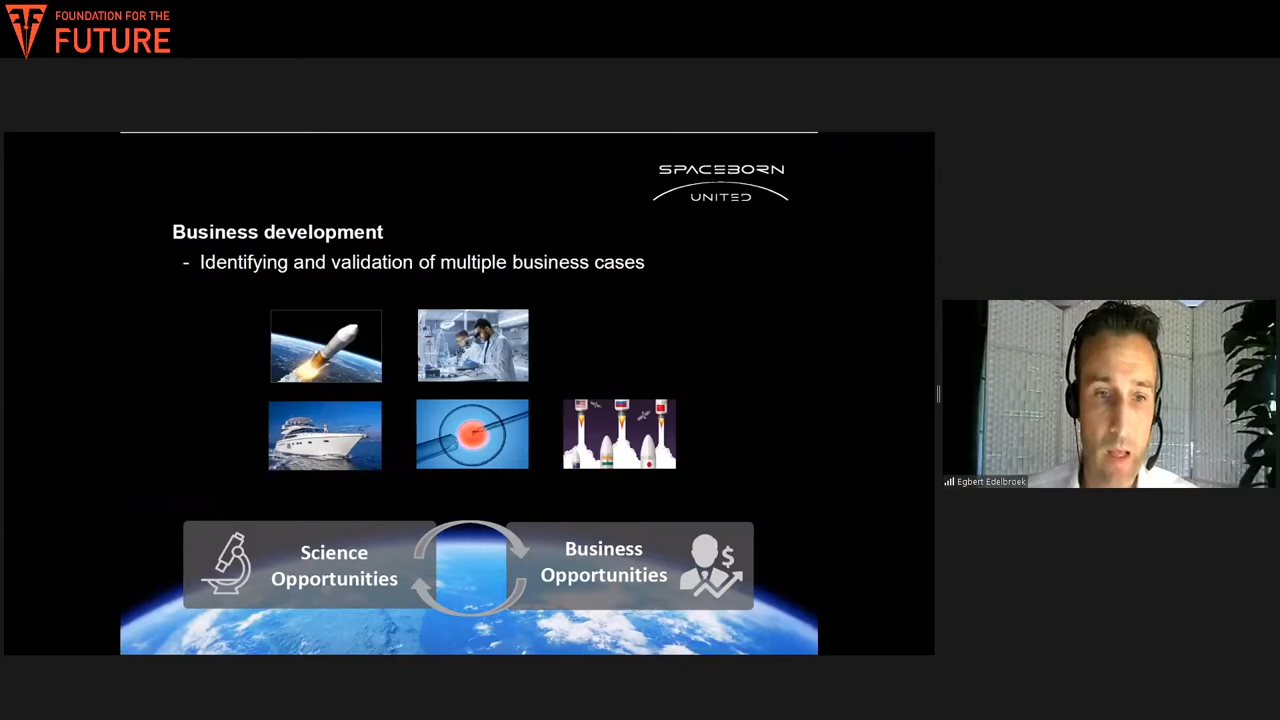 FOUNDATION FOR THE
FUTURE
SPACEBORN
UNITED
Business development
- Identifying and validation of multiple business cases
Science
Opportunities
Business
Opportunities
$
Egbert Edelbroek